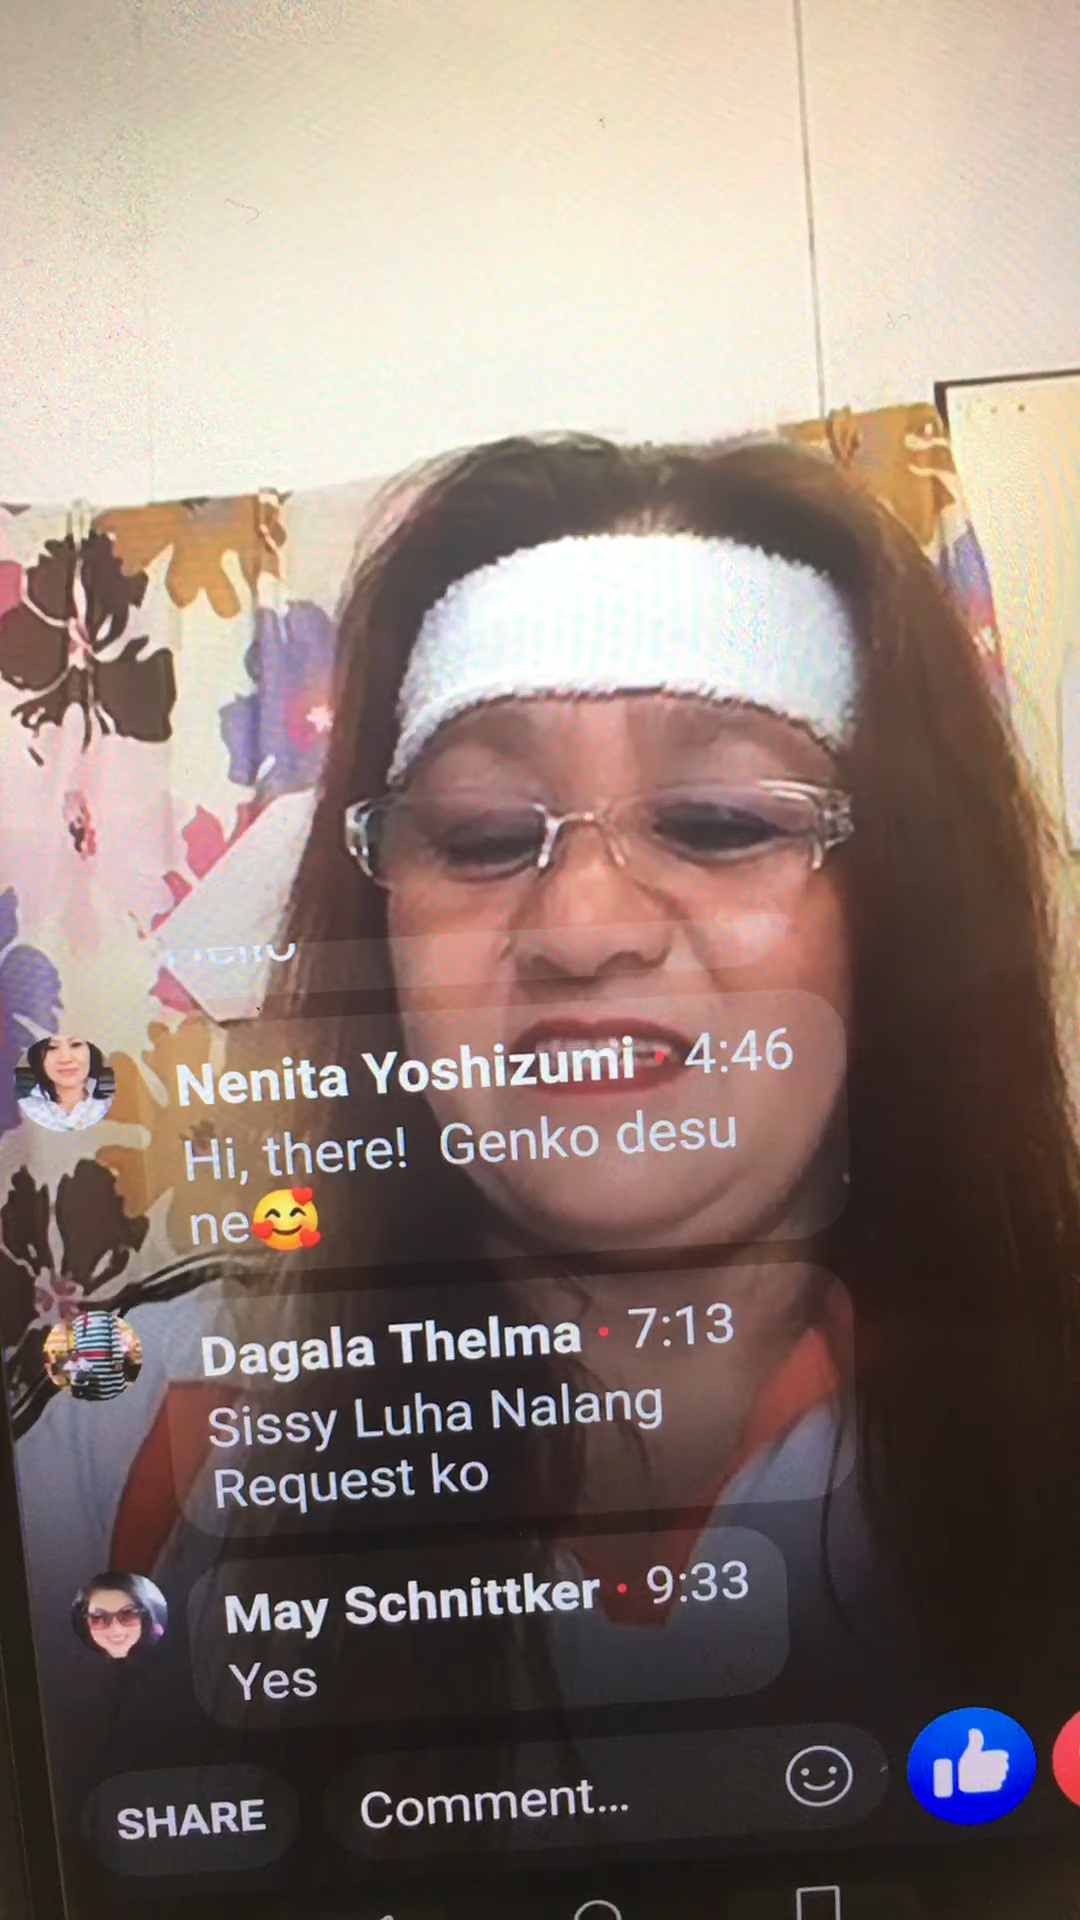 Nenita Yoshizumi · 4:46
Hi, there! Genko desu
ne🥰
Dagala Thelma · 7:13
Sissy Luha Nalang
Request ko
May Schnittker · 9:33
Yes
SHARE
Comment...